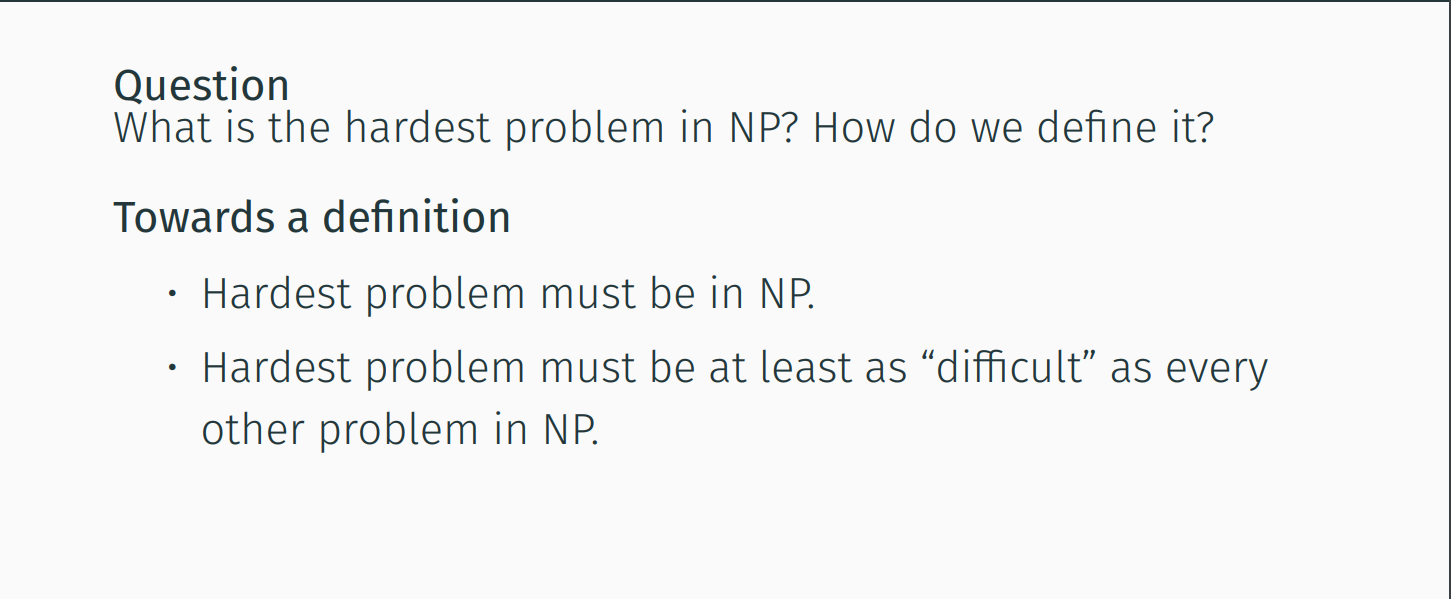 Question
What is the hardest problem in NP? How do we define it?
Towards a definition
• Hardest problem must be in NP.
• Hardest problem must be at least as “difficult” as every
other problem in NP.